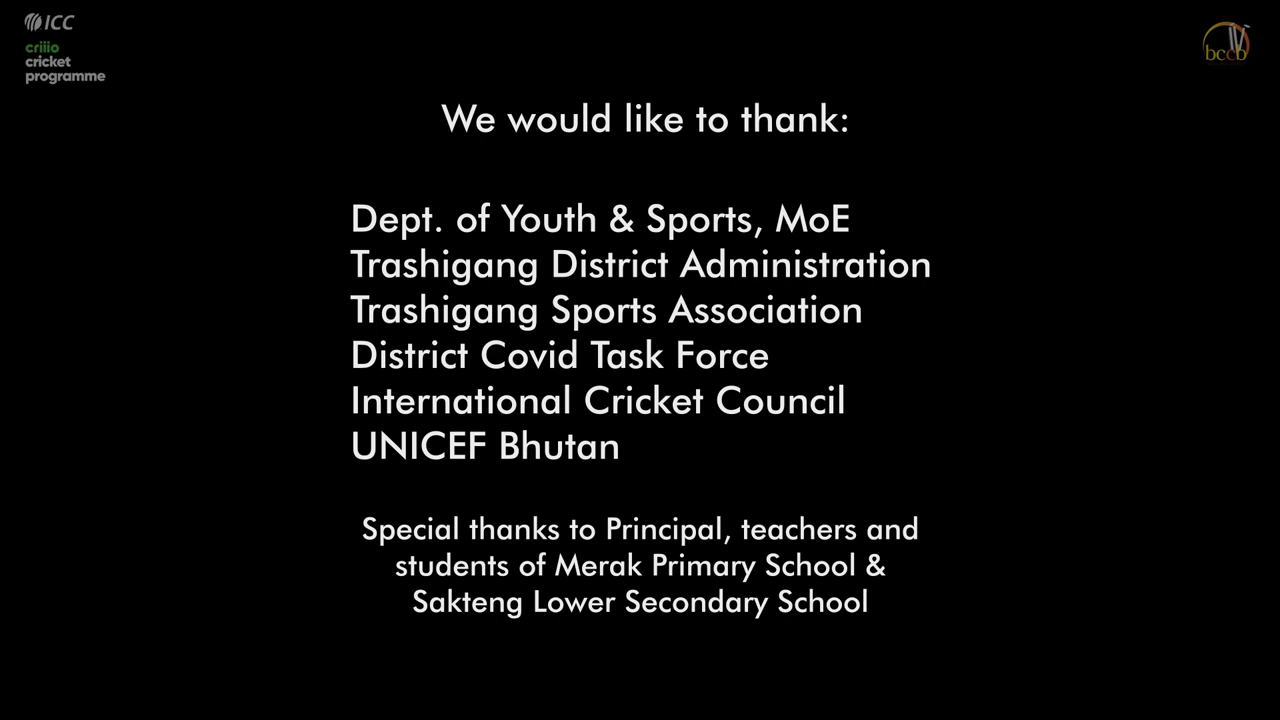 ICC
criiio
cricket
programme
bccb
We would like to thank:
Dept. of Youth & Sports, MoE
Trashigang District Administration
Trashigang Sports Association
District Covid Task Force
International Cricket Council
UNICEF Bhutan
Special thanks to Principal, teachers and
students of Merak Primary School &
Sakteng Lower Secondary School